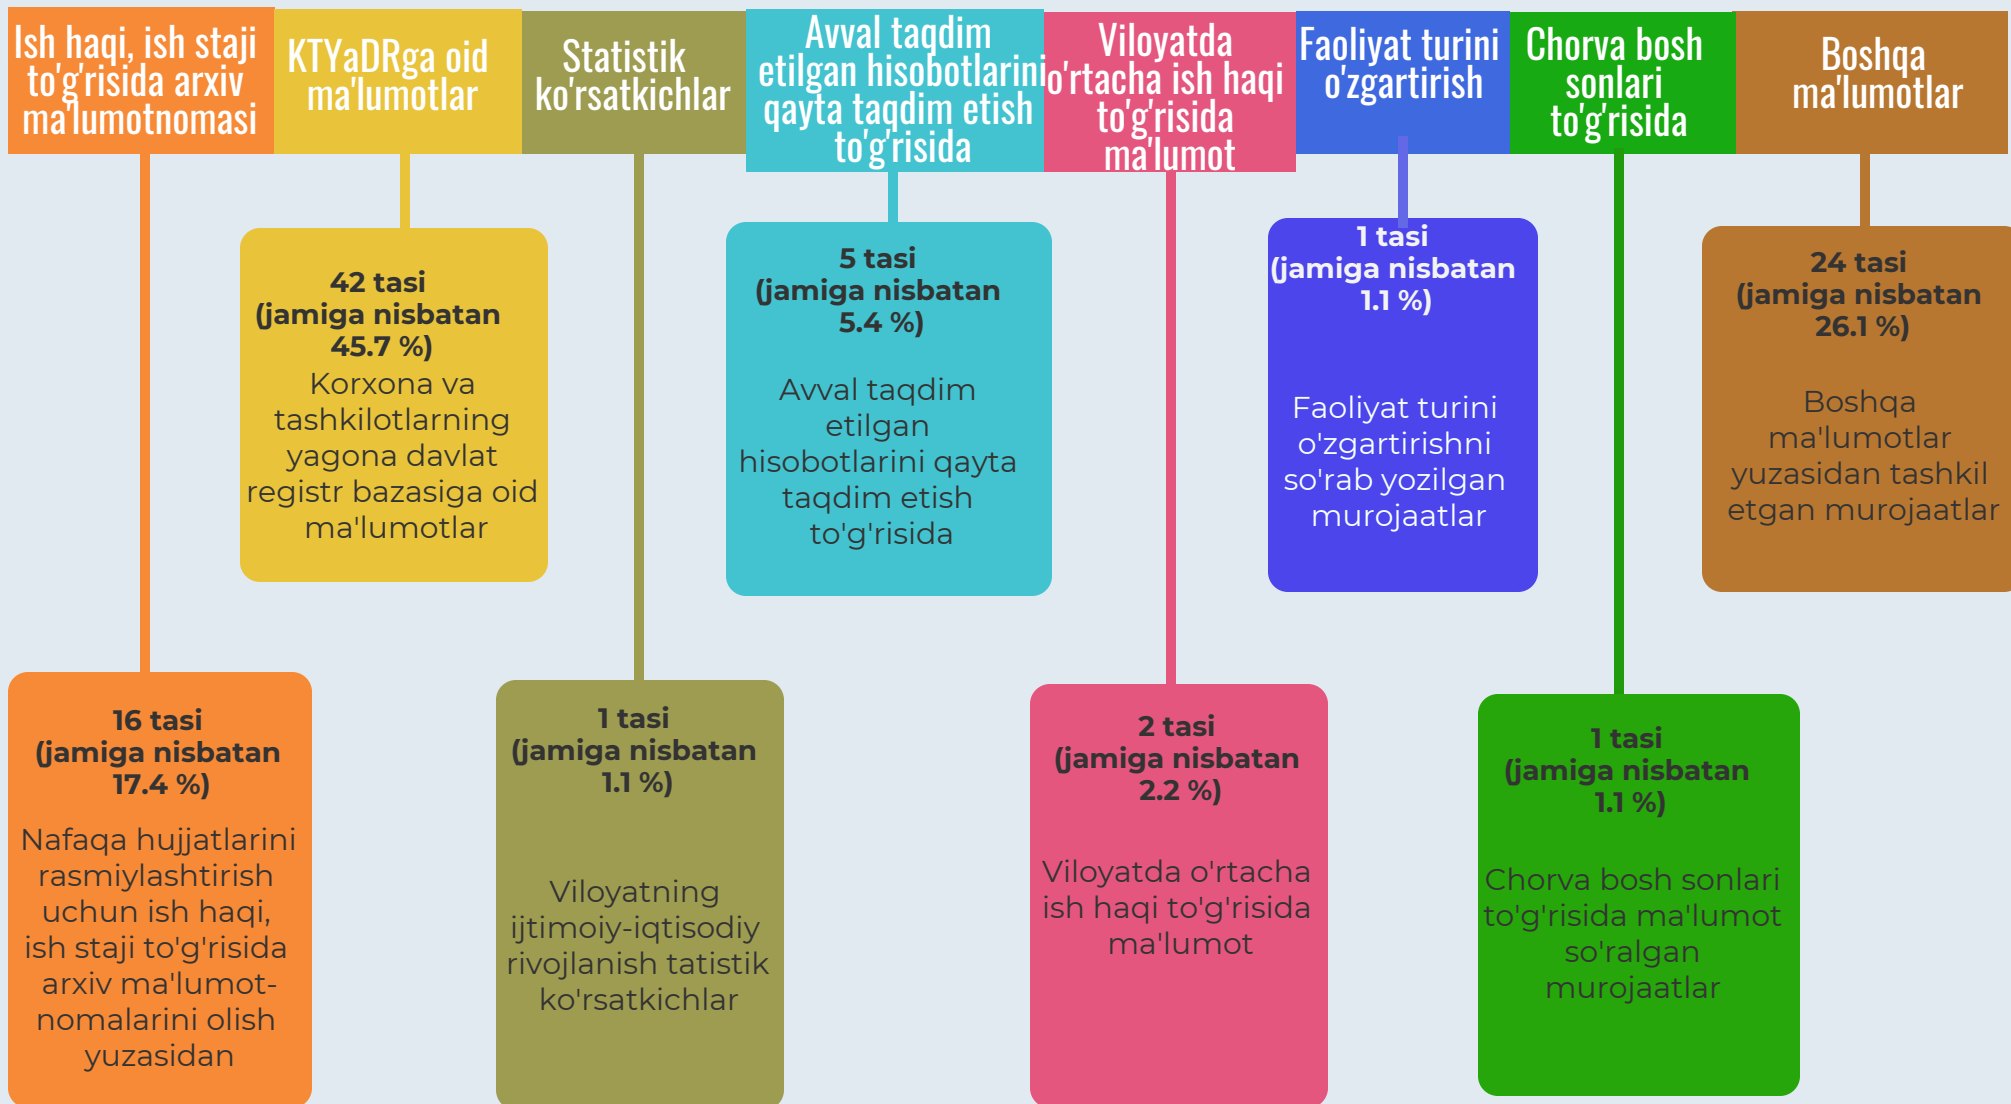 Ish haqi, ish staji
to'g'risida arxiv
ma'lumotnomasi
KTYaDRga oid
ma'lumotlar
Statistik
ko'rsatkichlar
Avval taqdim
etilgan hisobotlarini
qayta taqdim etish
to'g'risida
Viloyatda
o'rtacha ish haqi
to'g'risida
ma'lumot
Faoliyat turini
o'zgartirish
Chorva bosh
sonlari
to'g'risida
Boshqa
ma'lumotlar
42 tasi
(jamiga nisbatan
45.7 %)
Korxona va
tashkilotlarning
yagona davlat
registr bazasiga oid
ma'lumotlar
5 tasi
(jamiga nisbatan
5.4 %)
Avval taqdim
etilgan
hisobotlarini qayta
taqdim etish
to'g'risida
1 tasi
(jamiga nisbatan
1.1 %)
Faoliyat turini
o'zgartirishni
so'rab yozilgan
murojaatlar
24 tasi
(jamiga nisbatan
26.1 %)
Boshqa
ma'lumotlar
yuzasidan tashkil
etgan murojaatlar
16 tasi
(jamiga nisbatan
17.4 %)
Nafaqa hujjatlarini
rasmiylashtirish
uchun ish haqi,
ish staji to'g'risida
arxiv ma'lumot-
nomalarini olish
yuzasidan
1 tasi
(jamiga nisbatan
1.1 %)
Viloyatning
ijtimoiy-iqtisodiy
rivojlanish tatistik
ko'rsatkichlar
2 tasi
(jamiga nisbatan
2.2 %)
Viloyatda o'rtacha
ish haqi to'g'risida
ma'lumot
1 tasi
(jamiga nisbatan
1.1 %)
Chorva bosh sonlari
to'g'risida ma'lumot
so'ralgan
murojaatlar